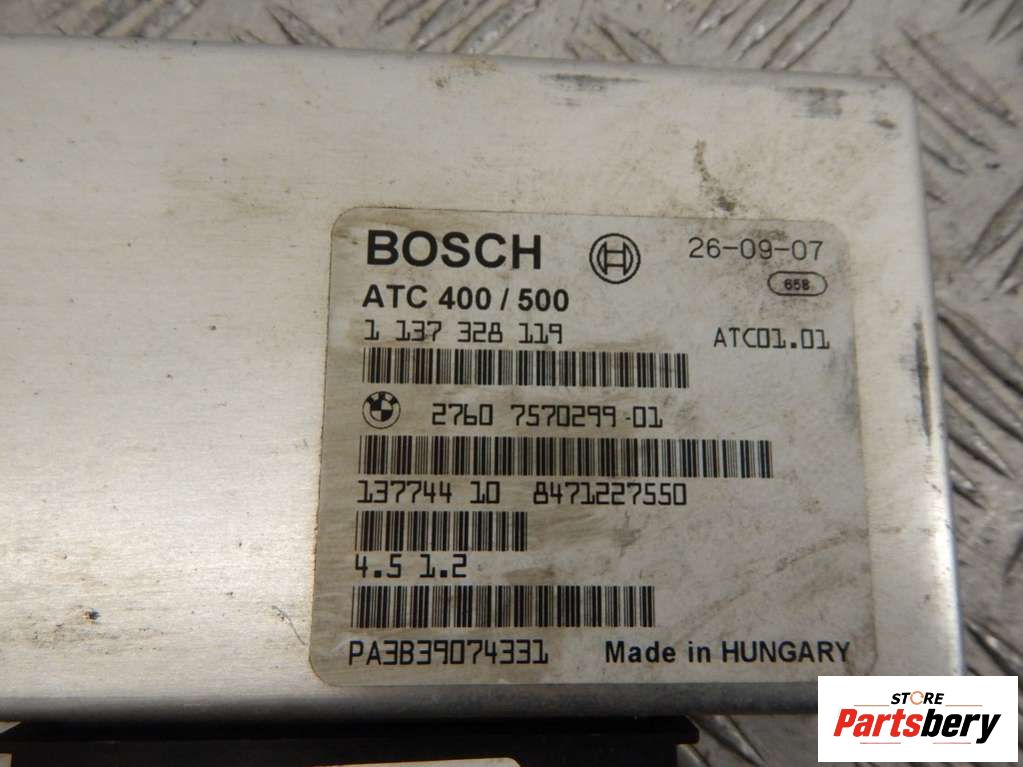 BOSCH 26-09-07
658
ATC 400 / 500
1 137 328 119 ATC01.01
2760 7570299-01
137744 10 8471227550
4.5 1.2
PA3B39074331 Made in HUNGARY
STORE
Partsbery